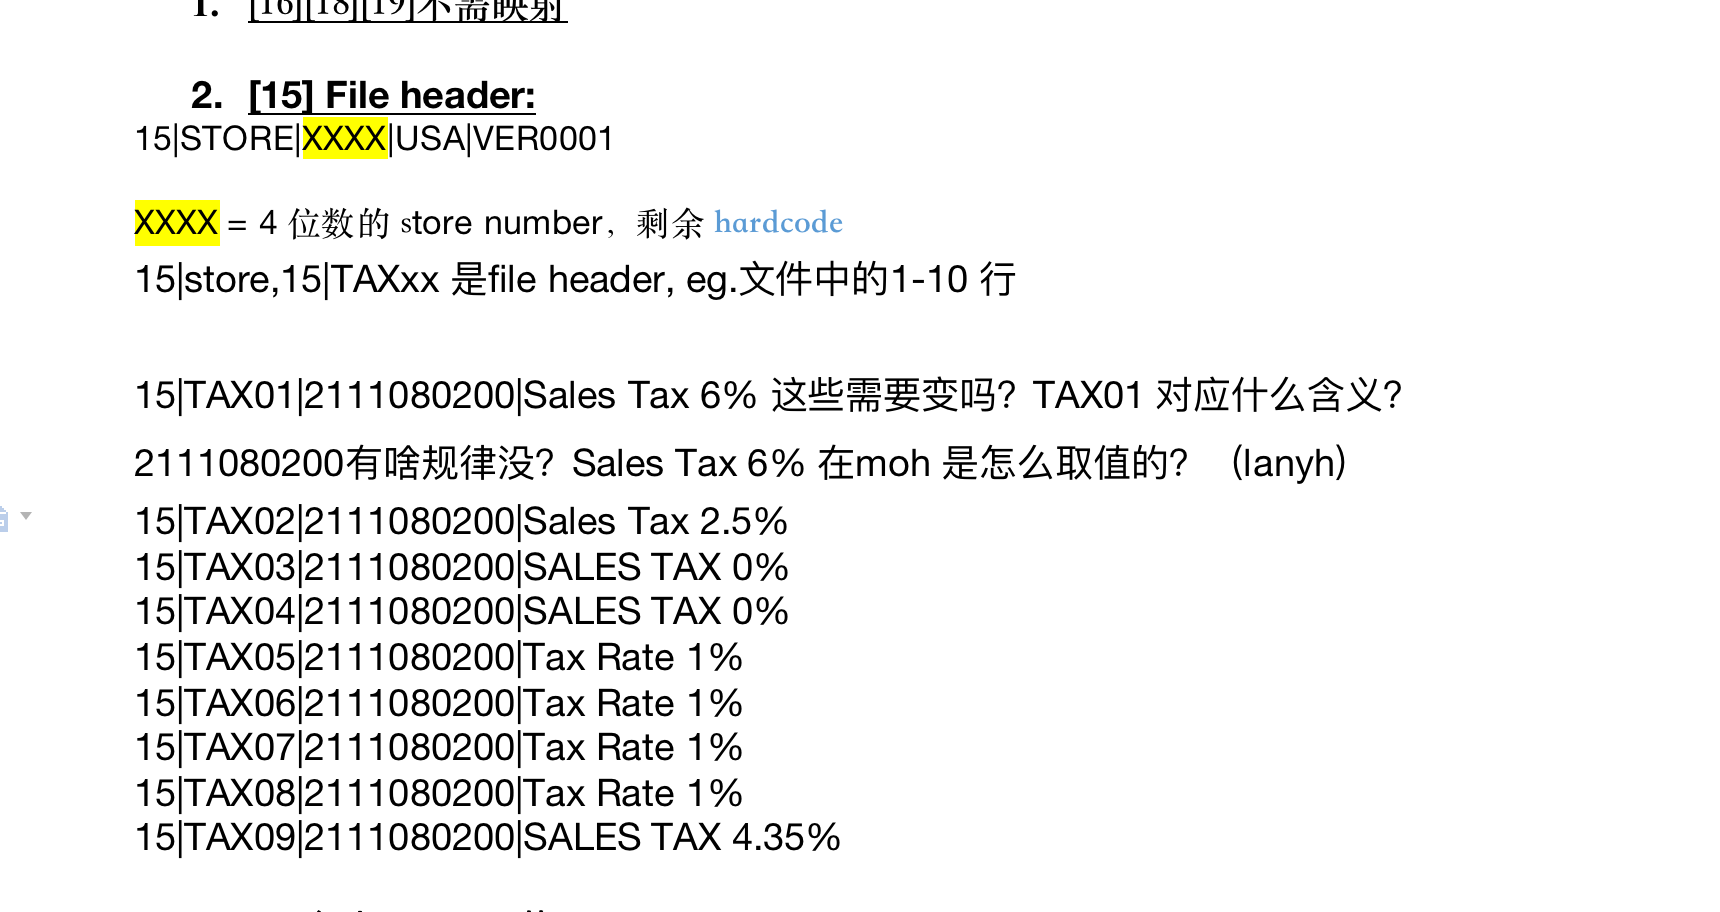 1. [16][18][19]不需映射
2. [15] File header:
15|STORE|XXXX|USA|VER0001
XXXX = 4 位数的 store number，剩余 hardcode
15|store,15|TAXxx 是file header, eg.文件中的1-10 行
15|TAX01|2111080200|Sales Tax 6% 这些需要变吗？TAX01 对应什么含义？
2111080200有啥规律没？Sales Tax 6% 在moh 是怎么取值的？ （lanyh）
15|TAX02|2111080200|Sales Tax 2.5%
15|TAX03|2111080200|SALES TAX 0%
15|TAX04|2111080200|SALES TAX 0%
15|TAX05|2111080200|Tax Rate 1%
15|TAX06|2111080200|Tax Rate 1%
15|TAX07|2111080200|Tax Rate 1%
15|TAX08|2111080200|Tax Rate 1%
15|TAX09|2111080200|SALES TAX 4.35%